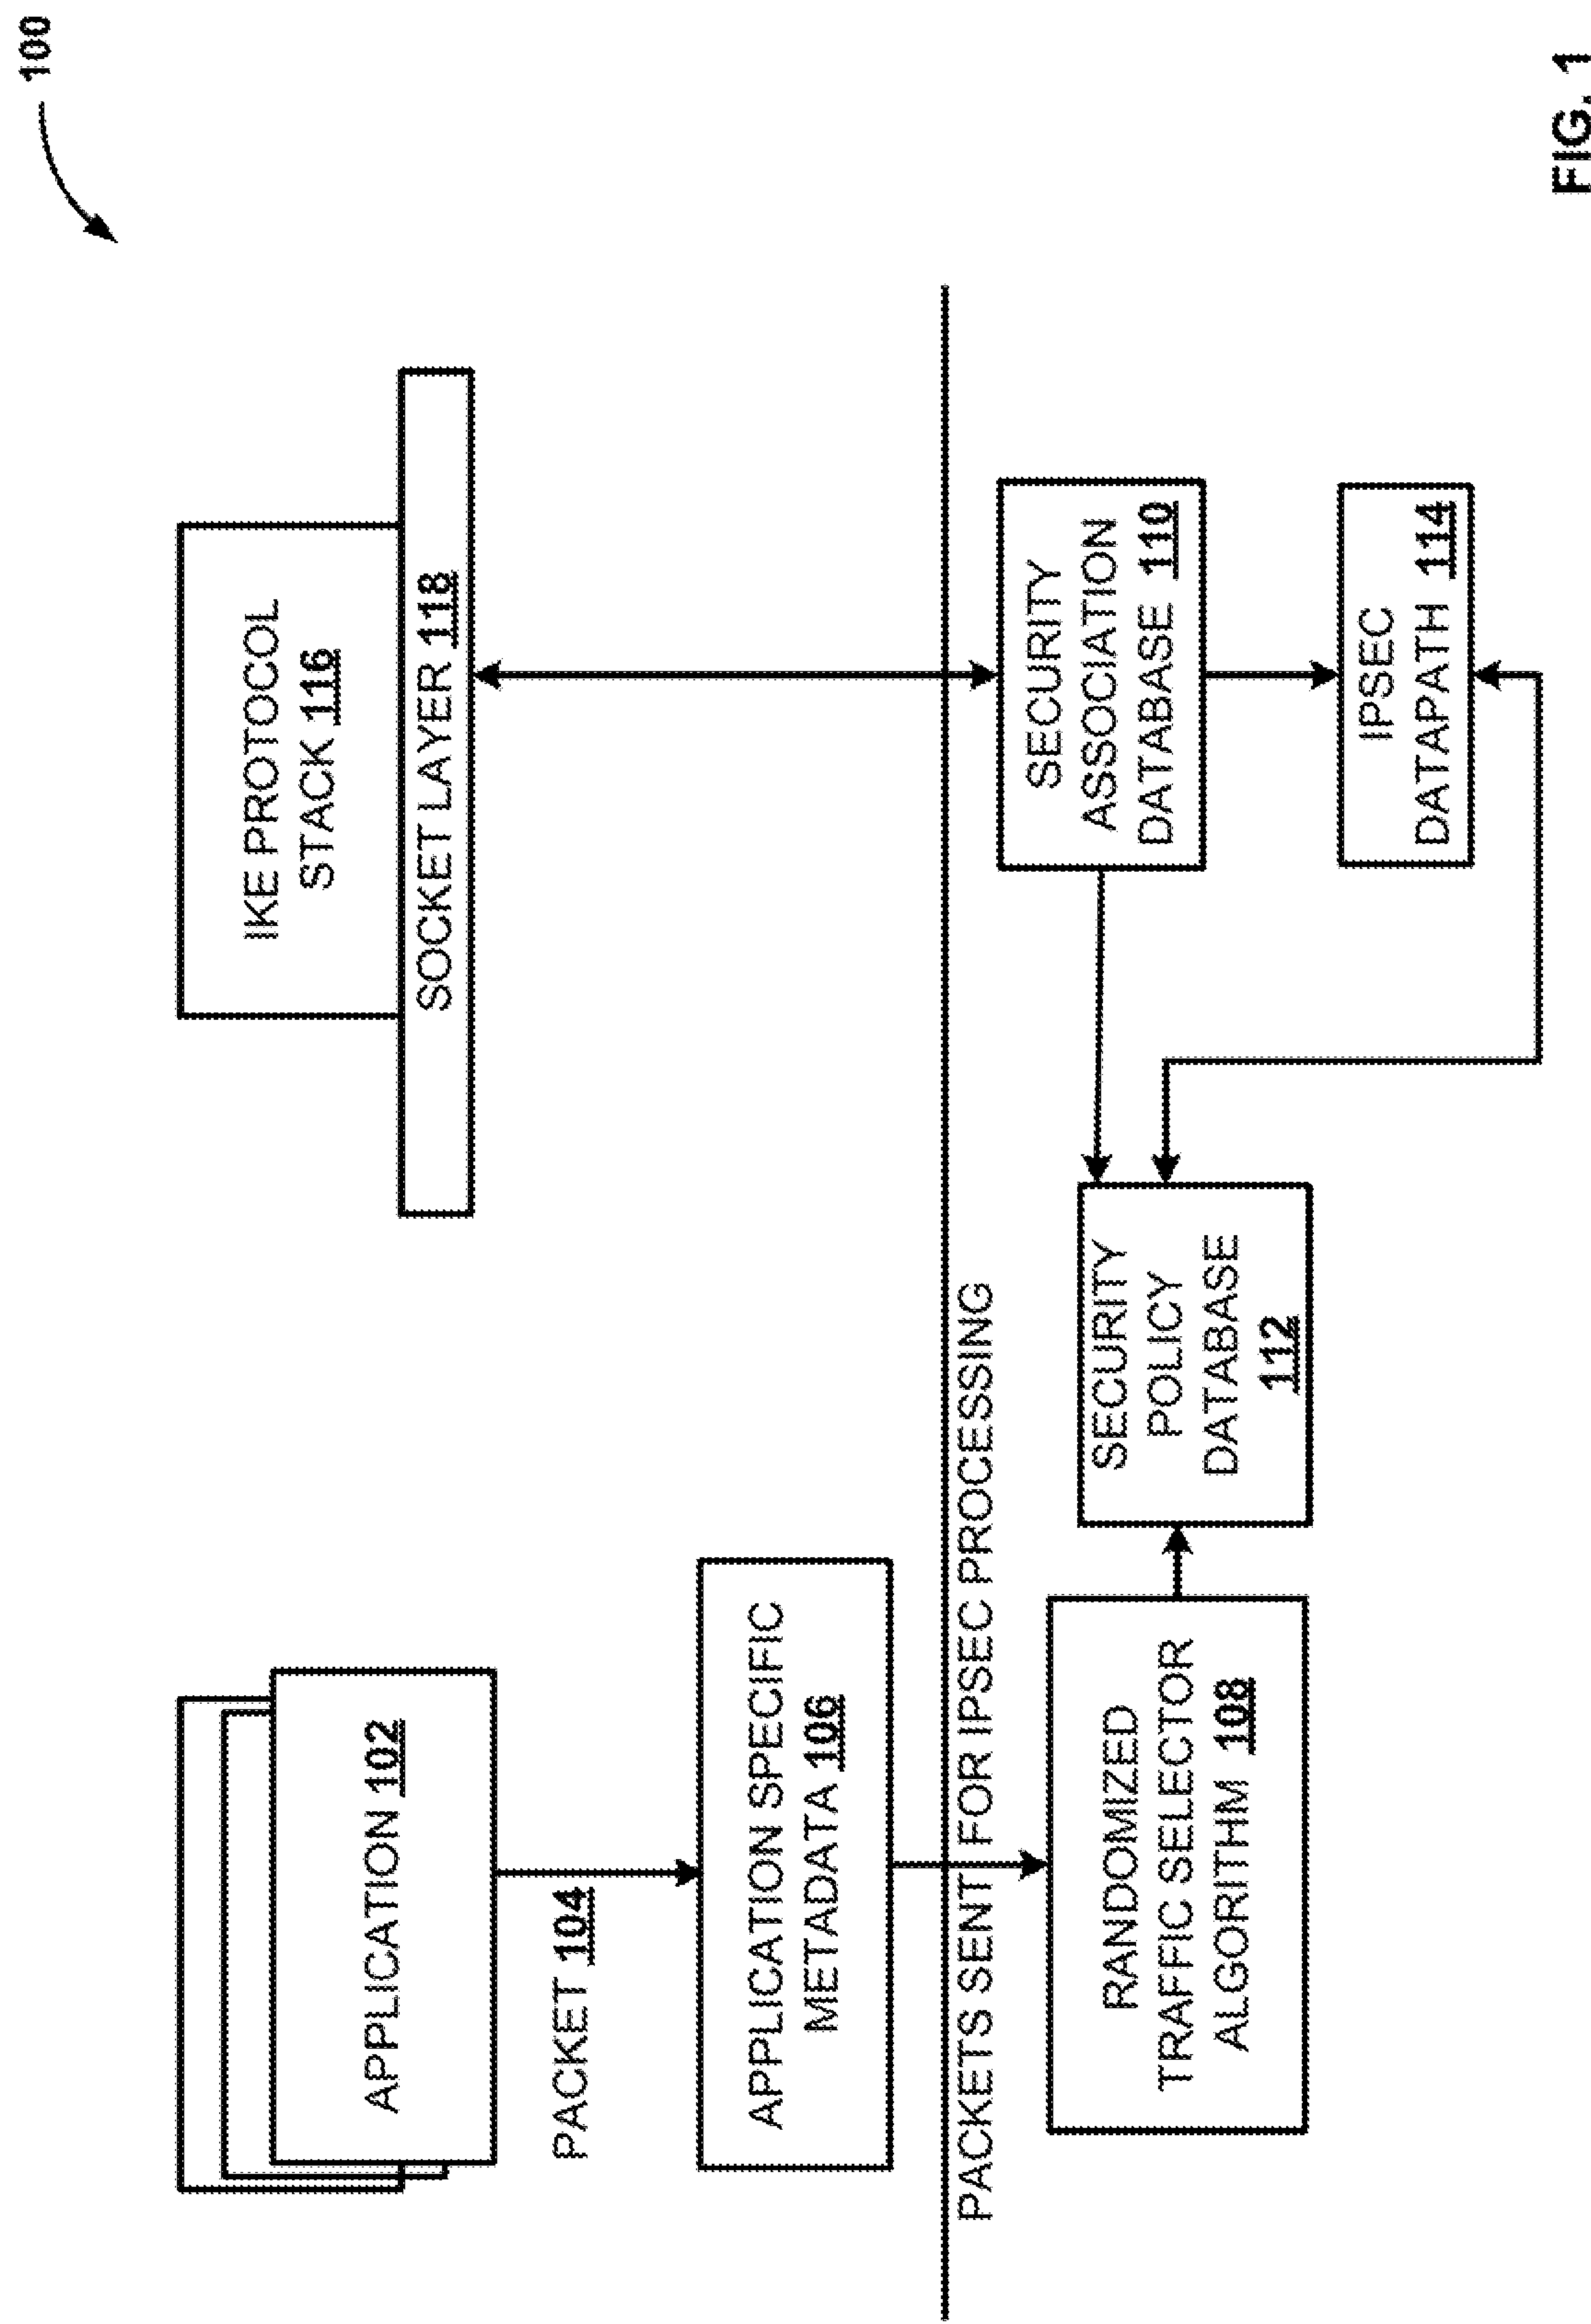 100
APPLICATION 102
PACKET 104
APPLICATION SPECIFIC
METADATA 106
IKE PROTOCOL
STACK 116
SOCKET LAYER 118
PACKETS SENT FOR IPSEC PROCESSING
RANDOMIZED
TRAFFIC SELECTOR
ALGORITHM 108
SECURITY
POLICY
DATABASE
112
SECURITY
ASSOCIATION
DATABASE 110
IPSEC
DATAPATH 114
FIG. 1